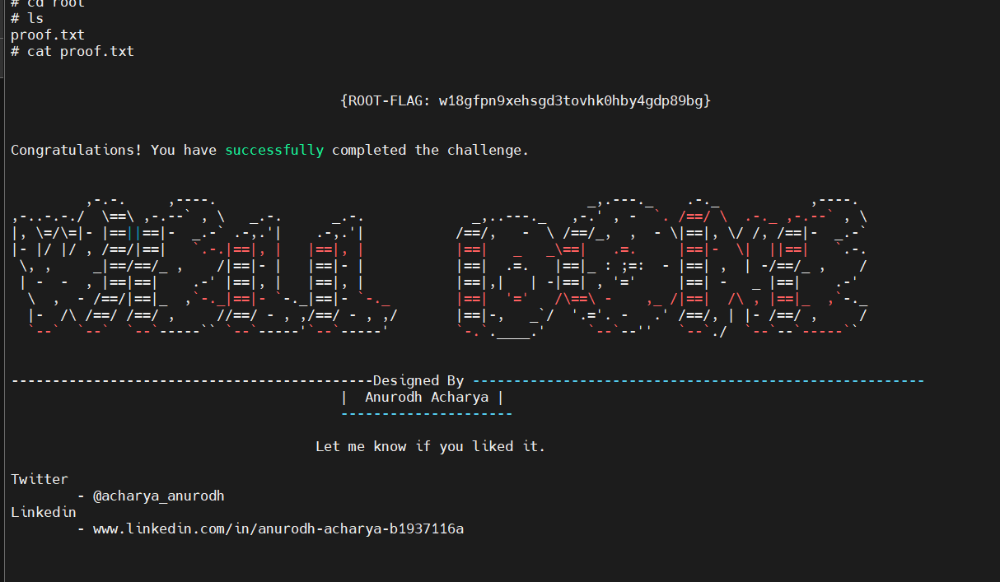 # cd root
# ls
proof.txt
# cat proof.txt
{ROOT-FLAG: w18gfpn9xehsgd3tovhk0hby4gdp89bg}
Congratulations! You have successfully completed the challenge.
WELL DONE
Designed By
| Anurodh Acharya |
Let me know if you liked it.
Twitter
- @acharya_anurodh
Linkedin
- www.linkedin.com/in/anurodh-acharya-b1937116a